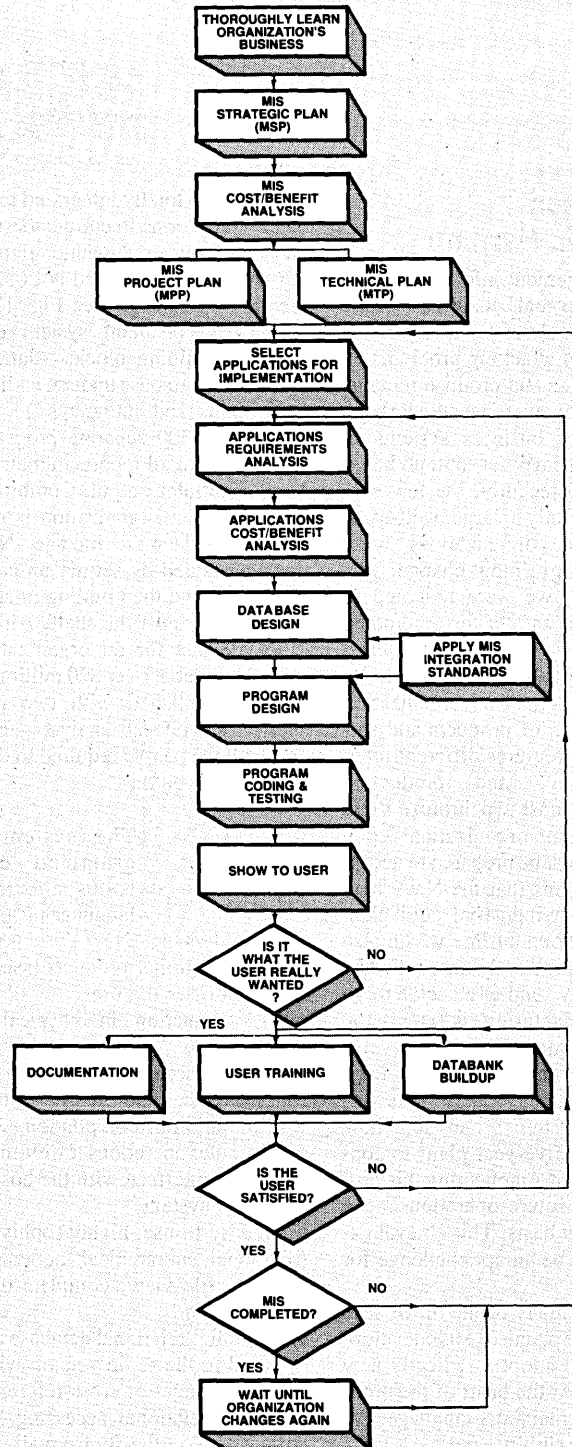 THOROUGHLY LEARN
ORGANIZATION'S
BUSINESS
MIS
STRATEGIC PLAN
(MSP)
MIS
COST/BENEFIT
ANALYSIS
MIS
PROJECT PLAN
(MPP)
MIS
TECHNICAL PLAN
(MTP)
SELECT
APPLICATIONS FOR
IMPLEMENTATION
APPLICATIONS
REQUIREMENTS
ANALYSIS
APPLICATIONS
COST/BENEFIT
ANALYSIS
DATABASE
DESIGN
APPLY MIS
INTEGRATION
STANDARDS
PROGRAM
DESIGN
PROGRAM
CODING &
TESTING
SHOW TO USER
IS IT
WHAT THE
USER REALLY
WANTED
?
NO
YES
DOCUMENTATION
USER TRAINING
DATABANK
BUILDUP
IS THE
USER
SATISFIED?
NO
YES
MIS
COMPLETED?
NO
YES
WAIT UNTIL
ORGANIZATION
CHANGES AGAIN